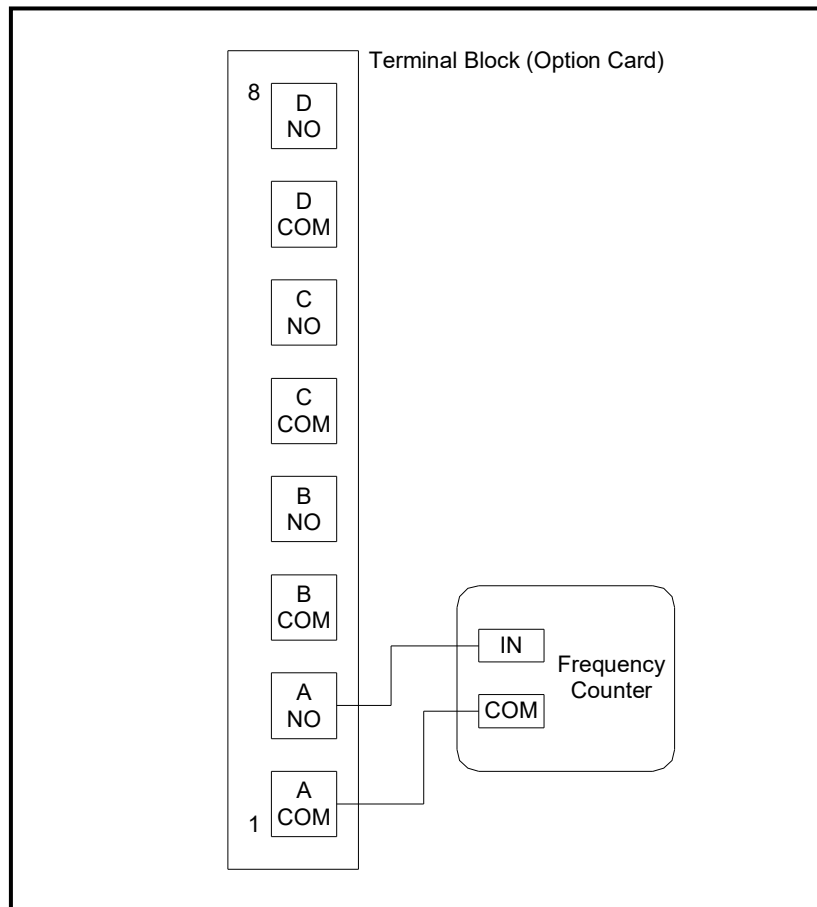 Terminal Block (Option Card)
8
D
NO
D
COM
C
NO
C
COM
B
NO
B
COM
A
NO
A
COM
1
IN
COM
Frequency
Counter